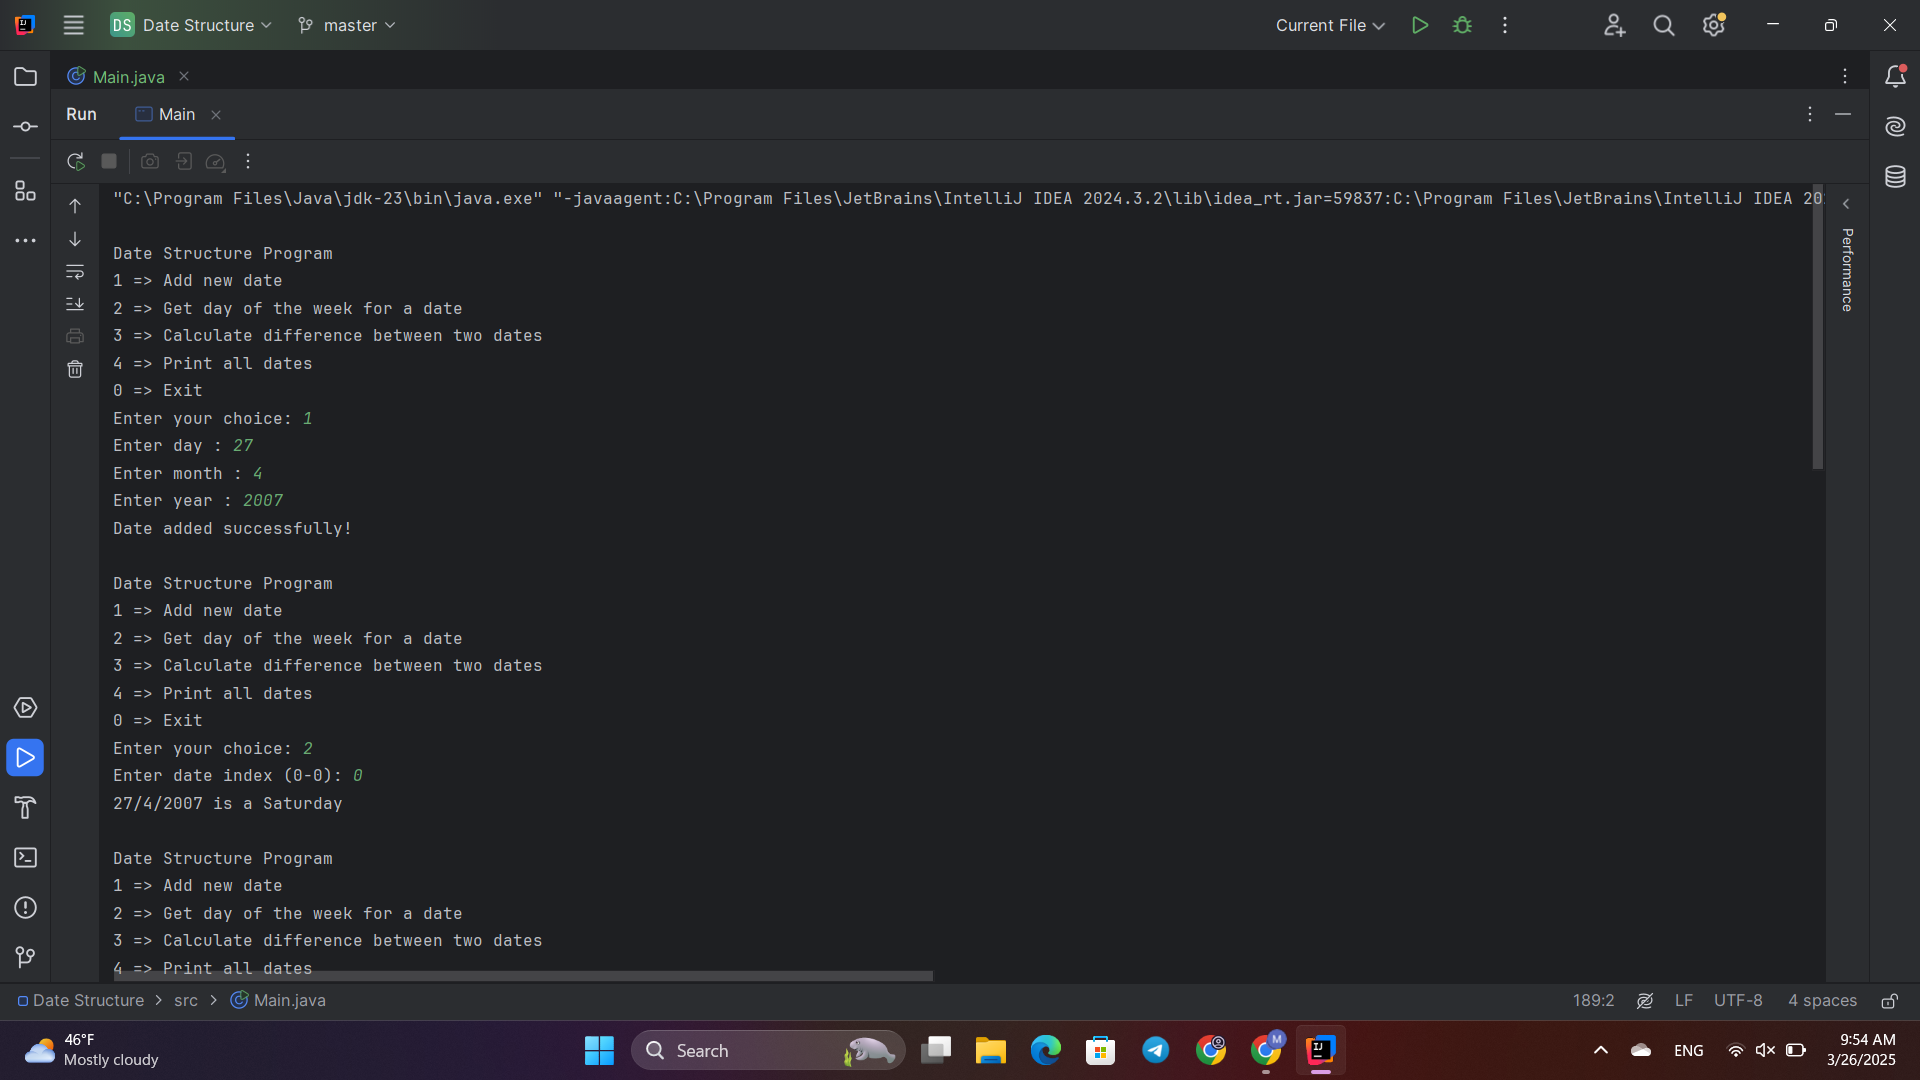 DS Date Structure master Current File
Main.java
Run Main
"C:\Program Files\Java\jdk-23\bin\java.exe" "-javaagent:C:\Program Files\JetBrains\IntelliJ IDEA 2024.3.2\lib\idea_rt.jar=59837:C:\Program Files\JetBrains\IntelliJ IDEA 20
Performance
Date Structure Program
1 => Add new date
2 => Get day of the week for a date
3 => Calculate difference between two dates
4 => Print all dates
0 => Exit
Enter your choice: 1
Enter day : 27
Enter month : 4
Enter year : 2007
Date added successfully!
Date Structure Program
1 => Add new date
2 => Get day of the week for a date
3 => Calculate difference between two dates
4 => Print all dates
0 => Exit
Enter your choice: 2
Enter date index (0-0): 0
27/4/2007 is a Saturday
Date Structure Program
1 => Add new date
2 => Get day of the week for a date
3 => Calculate difference between two dates
4 => Print all dates
Date Structure > src > Main.java 189:2 LF UTF-8 4 spaces
46°F
Mostly cloudy
Search
M
ENG
9:54 AM
3/26/2025